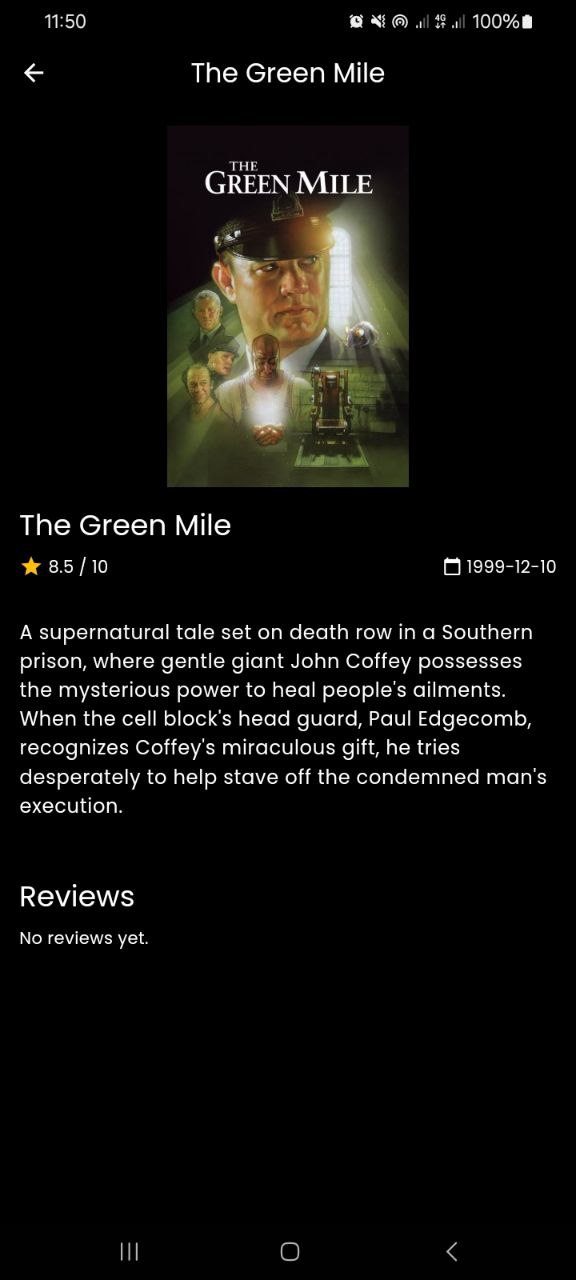 11:50
4G
100%
The Green Mile
THE
GREEN MILE
The Green Mile
8.5 / 10
1999-12-10
A supernatural tale set on death row in a Southern
prison, where gentle giant John Coffey possesses
the mysterious power to heal people's ailments.
When the cell block's head guard, Paul Edgecomb,
recognizes Coffey's miraculous gift, he tries
desperately to help stave off the condemned man's
execution.
Reviews
No reviews yet.